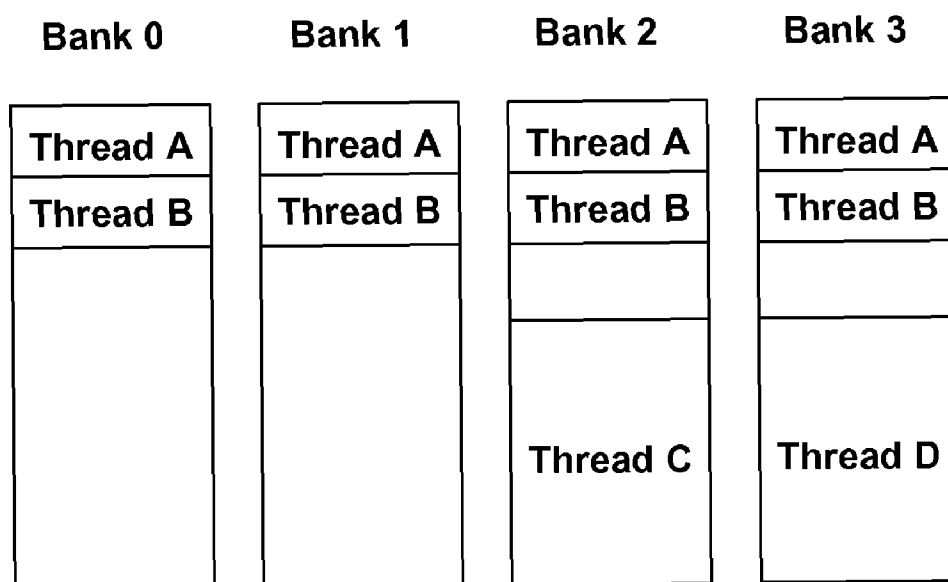 Bank 0 Bank 1 Bank 2 Bank 3
Thread A Thread A Thread A Thread A
Thread B Thread B Thread B Thread B
Thread C Thread D